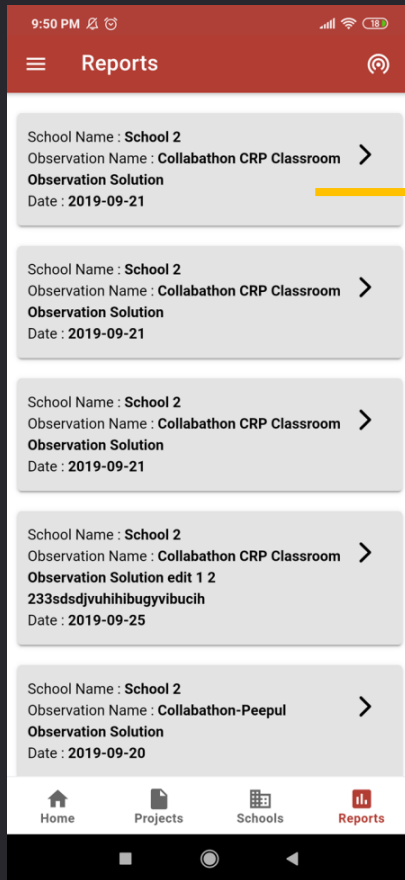 9:50 PM 18
Reports
School Name : School 2
Observation Name : Collabathon CRP Classroom
Observation Solution
Date : 2019-09-21
School Name : School 2
Observation Name : Collabathon CRP Classroom
Observation Solution
Date : 2019-09-21
School Name : School 2
Observation Name : Collabathon CRP Classroom
Observation Solution
Date : 2019-09-21
School Name : School 2
Observation Name : Collabathon CRP Classroom
Observation Solution edit 1 2
233sdsdjvuhihibugyvibucih
Date : 2019-09-25
School Name : School 2
Observation Name : Collabathon-Peepul
Observation Solution
Date : 2019-09-20
Home Projects Schools Reports